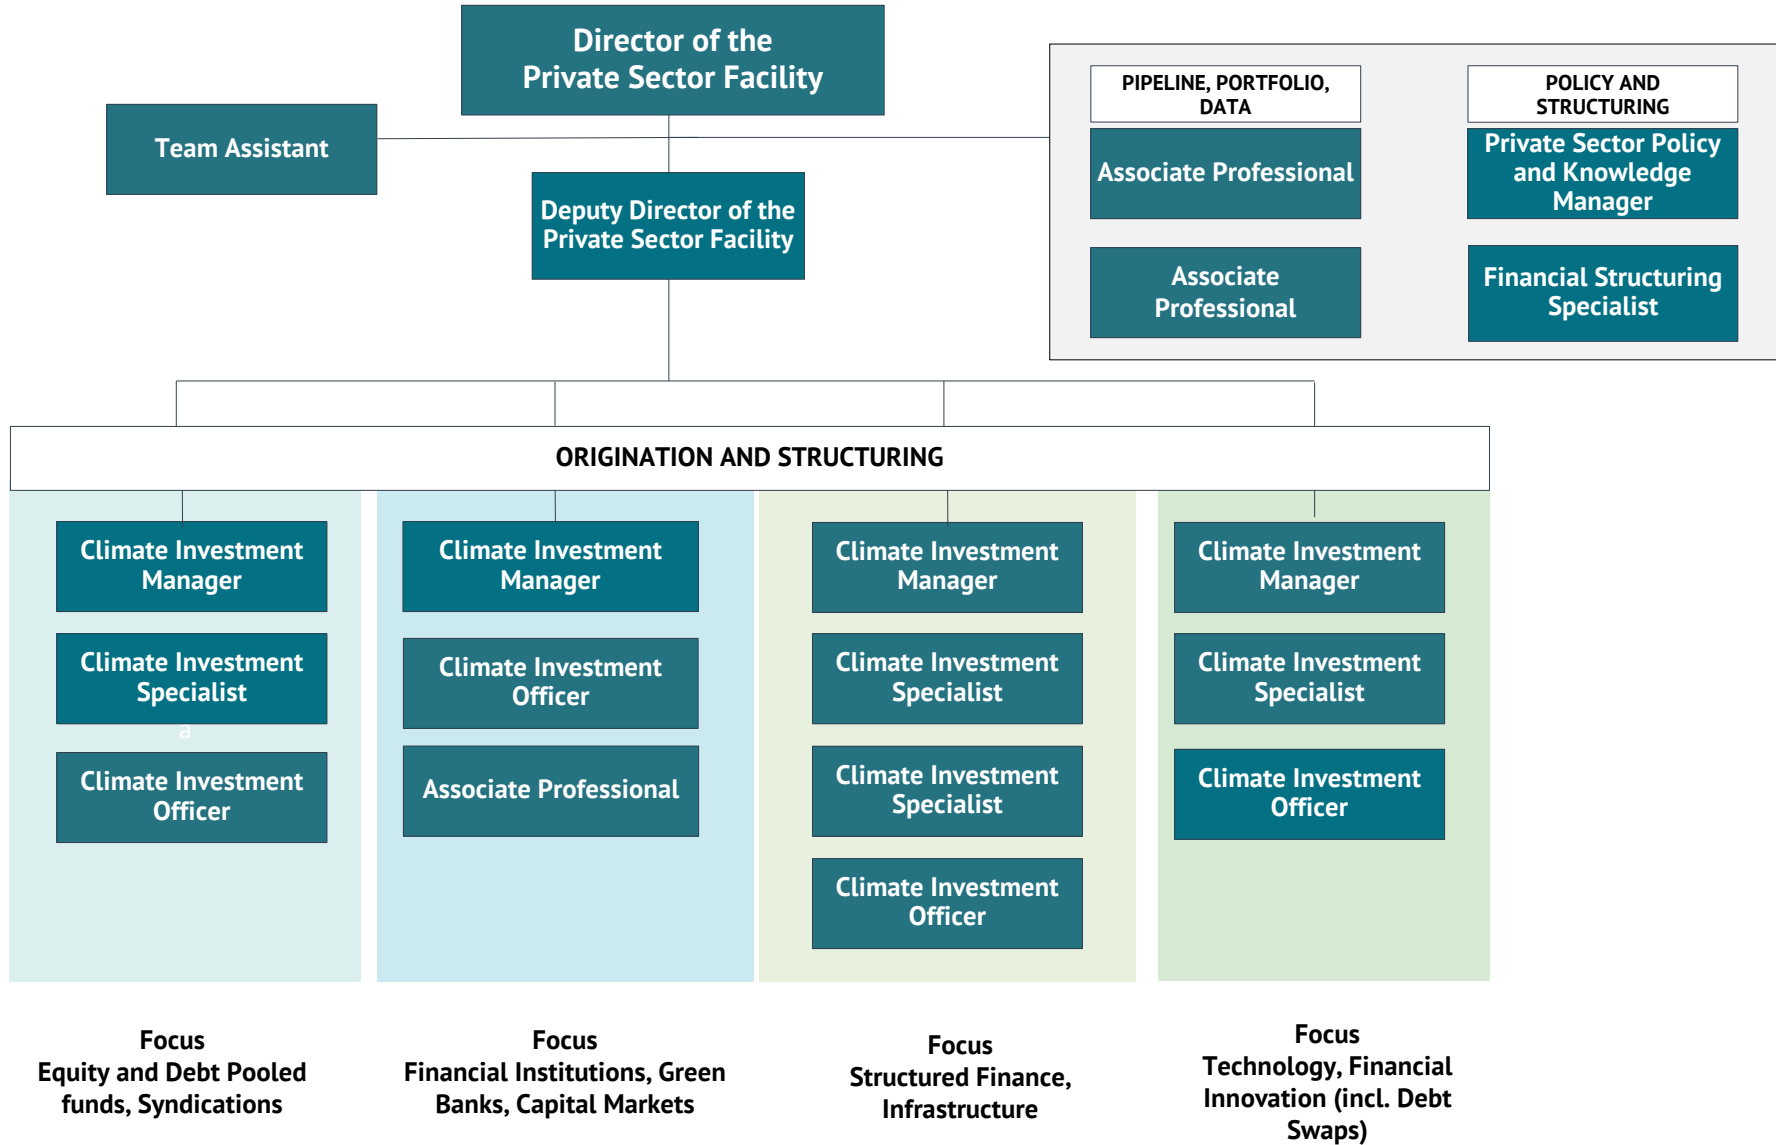 Director of the
Private Sector Facility
Team Assistant
Deputy Director of the
Private Sector Facility
PIPELINE, PORTFOLIO,
DATA
Associate Professional
Associate
Professional
POLICY AND
STRUCTURING
Private Sector Policy
and Knowledge
Manager
Financial Structuring
Specialist
ORIGINATION AND STRUCTURING
Climate Investment
Manager
Climate Investment
Specialist
a
Climate Investment
Officer
Focus
Equity and Debt Pooled
funds, Syndications
Climate Investment
Manager
Climate Investment
Officer
Associate Professional
Focus
Financial Institutions, Green
Banks, Capital Markets
Climate Investment
Manager
Climate Investment
Specialist
Climate Investment
Specialist
Climate Investment
Officer
Focus
Structured Finance,
Infrastructure
Climate Investment
Manager
Climate Investment
Specialist
Climate Investment
Officer
Focus
Technology, Financial
Innovation (incl. Debt
Swaps)